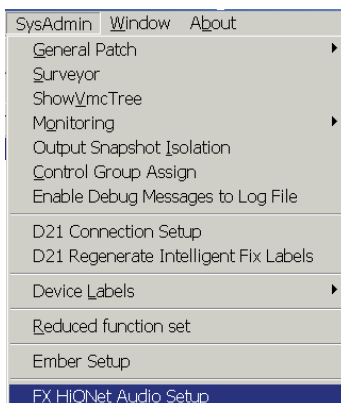 SysAdmin Window About
General Patch
Surveyor
ShowVmcTree
Monitoring
Output Snapshot Isolation
Control Group Assign
Enable Debug Messages to Log File
D21 Connection Setup
D21 Regenerate Intelligent Fix Labels
Device Labels
Reduced function set
Ember Setup
FX HiQNet Audio Setup